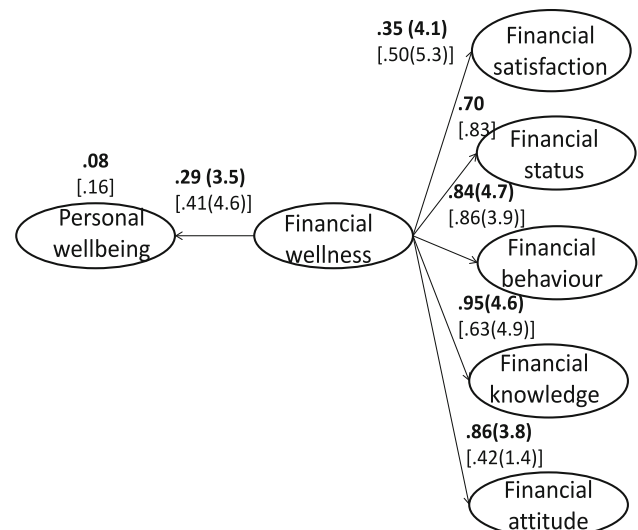 .35 (4.1)
[.50(5.3)]
Financial
satisfaction
.70
[.83]
Financial
status
.08
[.16]
Personal
wellbeing
.29 (3.5)
[.41(4.6)]
Financial
wellness
.84(4.7)
[.86(3.9)]
Financial
behaviour
.95(4.6)
[.63(4.9)]
Financial
knowledge
.86(3.8)
[.42(1.4)]
Financial
attitude